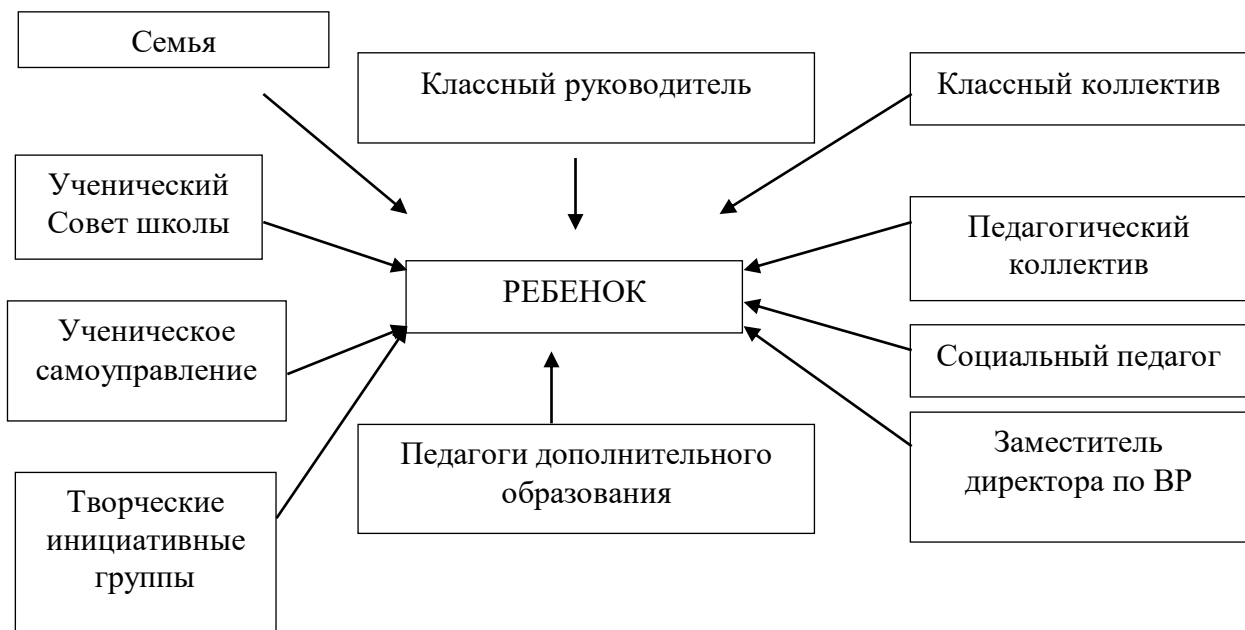 Семья
Классный руководитель
Классный коллектив
Ученический
Совет школы
Педагогический
коллектив
РЕБЕНОК
Ученическое
самоуправление
Социальный педагог
Педагоги дополнительного
образования
Заместитель
директора по ВР
Творческие
инициативные
группы